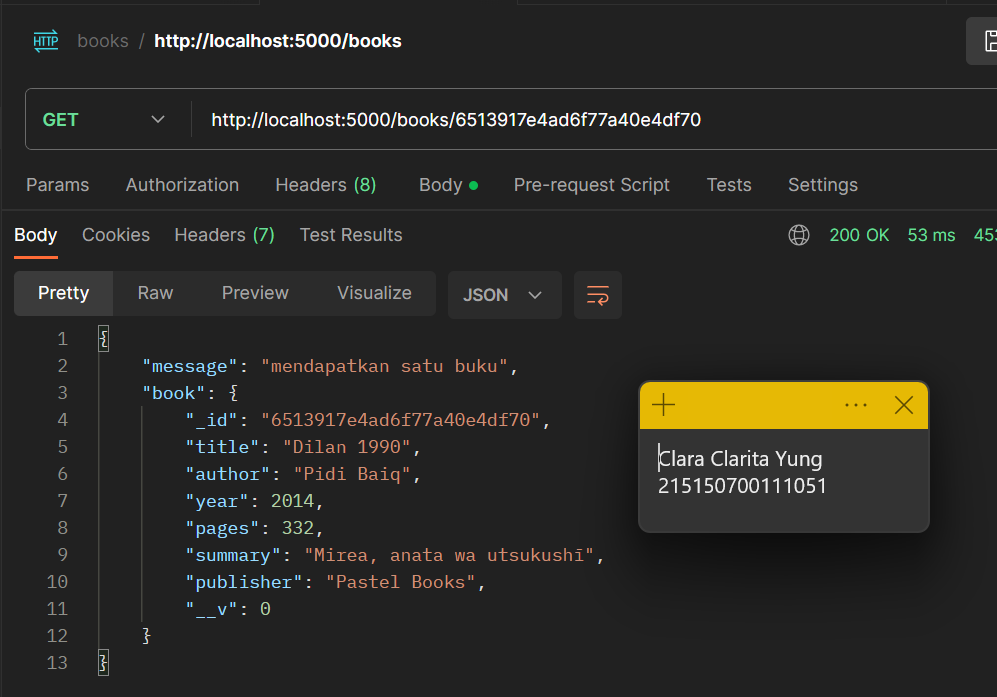 HTTP books / http://localhost:5000/books
GET http://localhost:5000/books/6513917e4ad6f77a40e4df70
Params Authorization Headers (8) Body Pre-request Script Tests Settings
Body Cookies Headers (7) Test Results 200 OK 53 ms
Pretty Raw Preview Visualize JSON
1 {
2 "message": "mendapatkan satu buku",
3 "book": {
4 "_id": "6513917e4ad6f77a40e4df70",
5 "title": "Dilan 1990",
6 "author": "Pidi Baiq",
7 "year": 2014,
8 "pages": 332,
9 "summary": "Mirea, anata wa utsukushī",
10 "publisher": "Pastel Books",
11 "__v": 0
12 }
13 }
Clara Clarita Yung
215150700111051